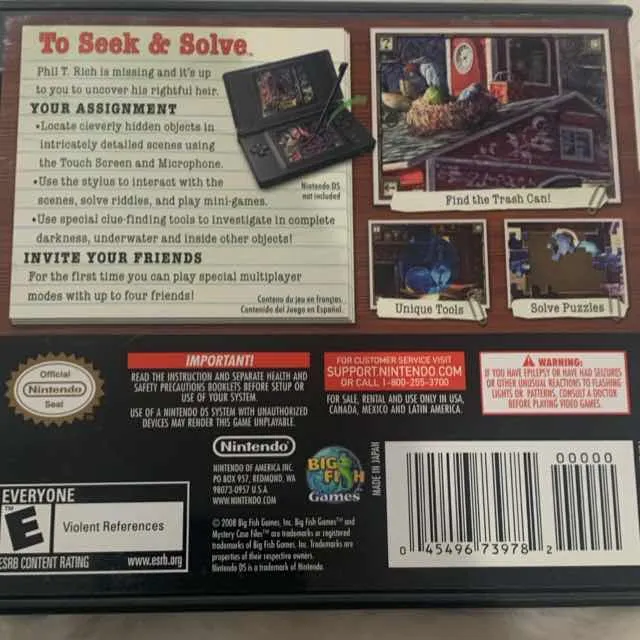 To Seek & Solve™
Phil T. Rich is missing and it's up
to you to uncover his rightful heir.
YOUR ASSIGNMENT
•Locate cleverly hidden objects in
intricately detailed scenes using
the Touch Screen and Microphone.
•Use the stylus to interact with the
scenes, solve riddles, and play mini-games.
•Use special clue-finding tools to investigate in complete
darkness, underwater and inside other objects!
INVITE YOUR FRIENDS
For the first time you can play special multiplayer
modes with up to four friends!
Nintendo DS
not included
Contenu du jeu en français.
Contenido del Juego en Español.
Find the Trash Can!
Unique Tools
Solve Puzzles
Official
Nintendo
Seal
IMPORTANT!
READ THE INSTRUCTION AND SEPARATE HEALTH AND
SAFETY PRECAUTIONS BOOKLETS BEFORE SETUP OR
USE OF YOUR SYSTEM.
USE OF A NINTENDO DS SYSTEM WITH UNAUTHORIZED
DEVICES MAY RENDER THIS GAME UNPLAYABLE.
FOR CUSTOMER SERVICE VISIT
SUPPORT.NINTENDO.COM
OR CALL 1-800-255-3700
FOR SALE, RENTAL AND USE ONLY IN USA,
CANADA, MEXICO AND LATIN AMERICA.
WARNING:
IF YOU HAVE EPILEPSY OR HAVE HAD SEIZURES
OR OTHER UNUSUAL REACTIONS TO FLASHING
LIGHTS OR PATTERNS, CONSULT A DOCTOR
BEFORE PLAYING VIDEO GAMES.
Nintendo
NINTENDO OF AMERICA INC.
PO BOX 957, REDMOND, WA
98073-0957 U.S.A.
WWW.NINTENDO.COM
BIG
FISH
Games
MADE IN JAPAN
EVERYONE
E™
Violent References
ESRB CONTENT RATING
www.esrb.org
© 2008 Big Fish Games, Inc. Big Fish Games™ and
Mystery Case Files™ are trademarks or registered
trademarks of Big Fish Games, Inc. Trademarks are
properties of their respective owners.
Nintendo DS is a trademark of Nintendo.
0 45496 73978 2
00000